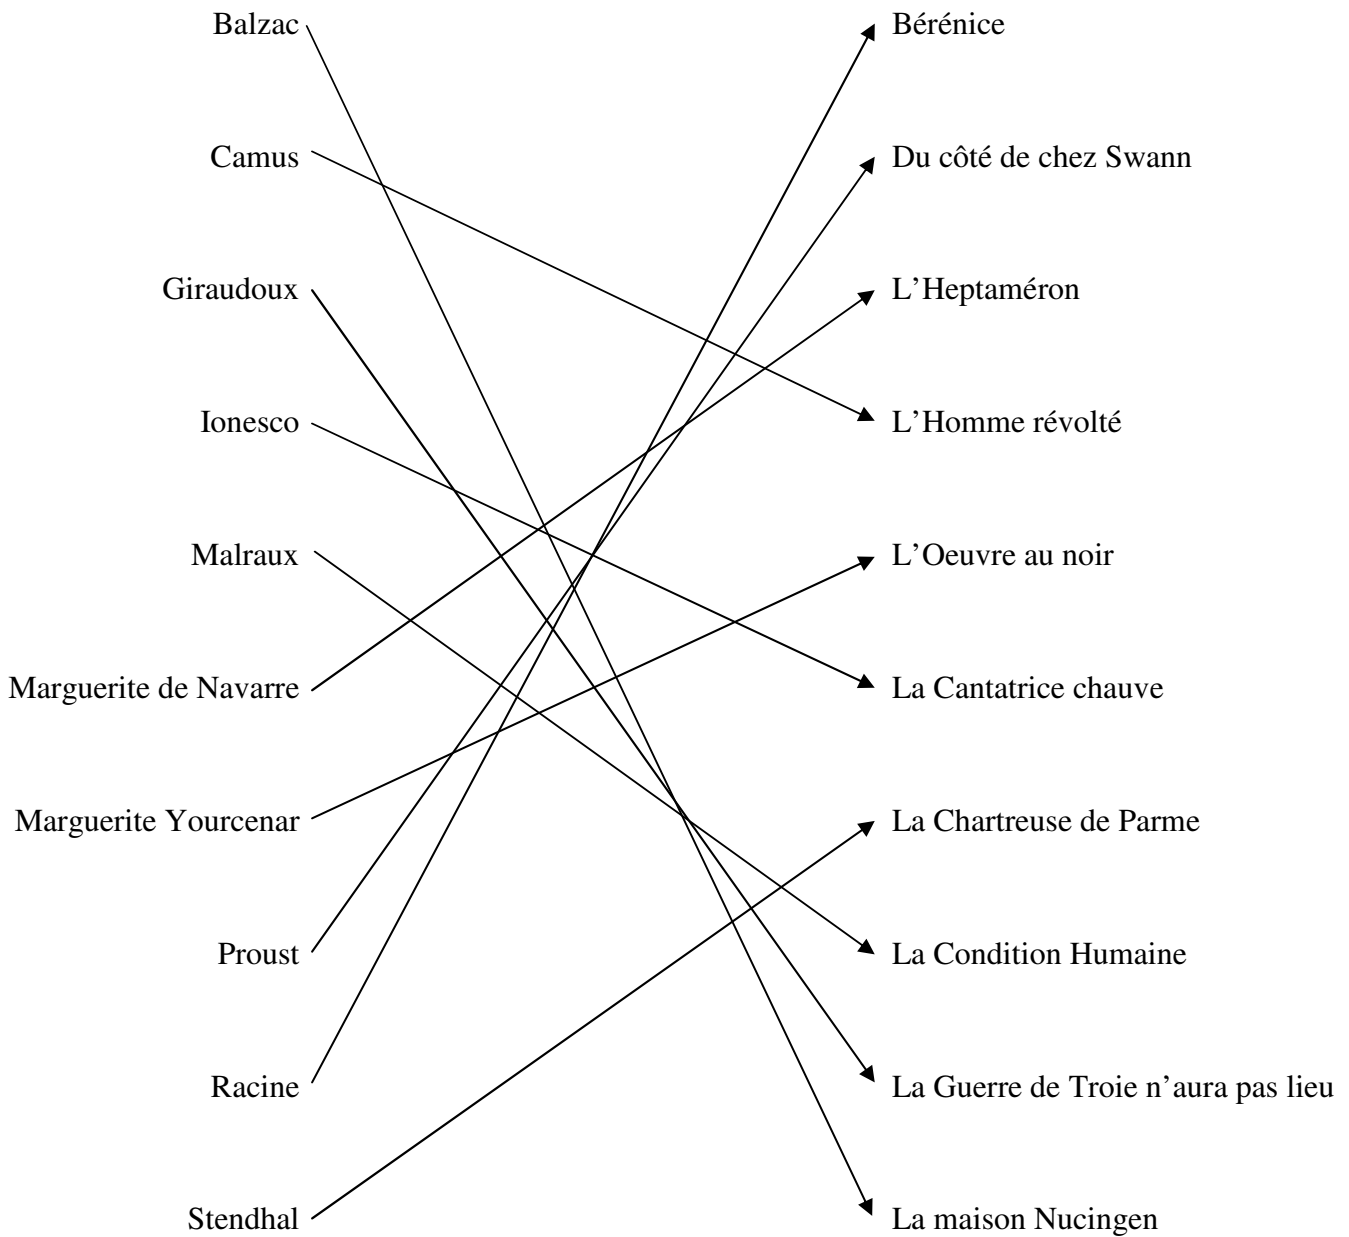 Balzac Bérénice
Camus Du côté de chez Swann
Giraudoux L’Heptaméron
Ionesco L’Homme révolté
Malraux L’Oeuvre au noir
Marguerite de Navarre La Cantatrice chauve
Marguerite Yourcenar La Chartreuse de Parme
Proust La Condition Humaine
Racine La Guerre de Troie n’aura pas lieu
Stendhal La maison Nucingen